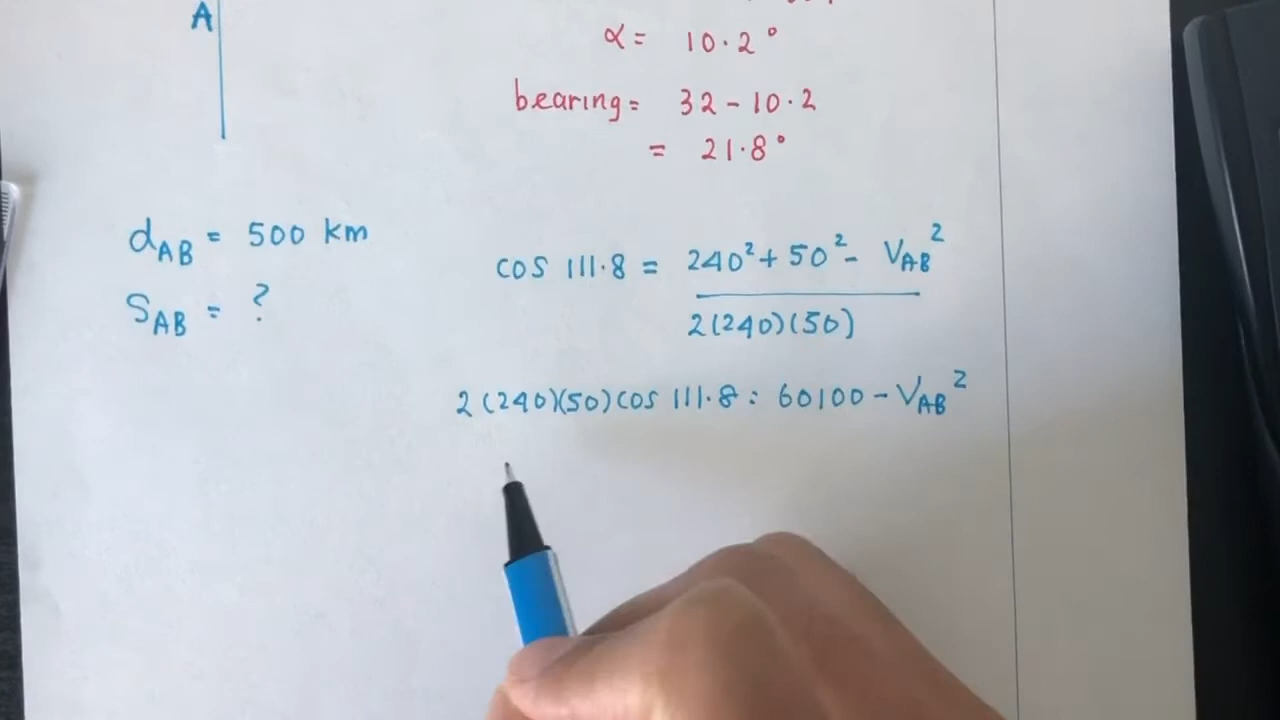 A
α = 10.2°
bearing = 32 - 10.2
= 21.8°
d_AB = 500 km
S_AB = ?
cos 111.8 = 240² + 50² - V_AB²
2(240)(50)
2(240)(50)cos 111.8 = 60100 - V_AB²